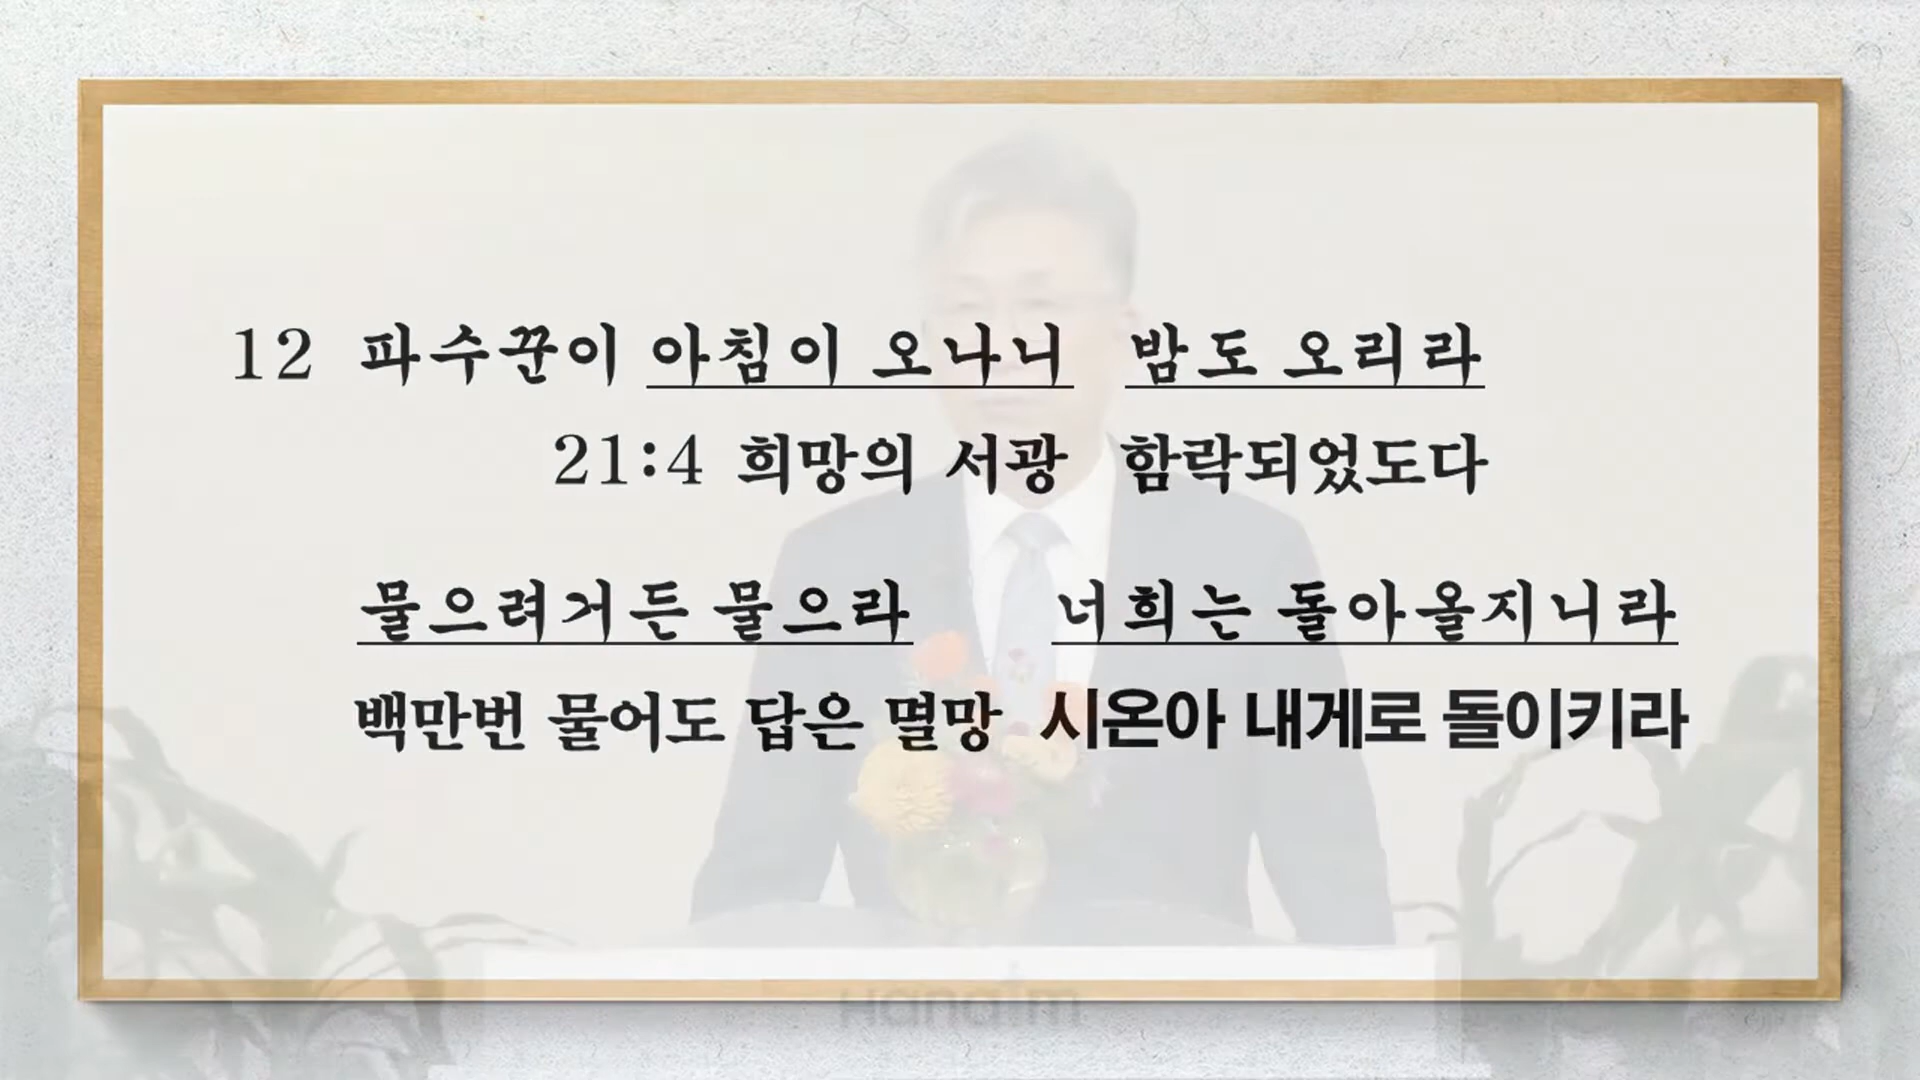 12 파수꾼이 아침이 오나니 밤도 오리라
21:4 희망의 서광 함락되었도다
물으려거든 물으라 너희는 돌아올지니라
백만번 물어도 답은 멸망 시온아 내게로 돌이키라